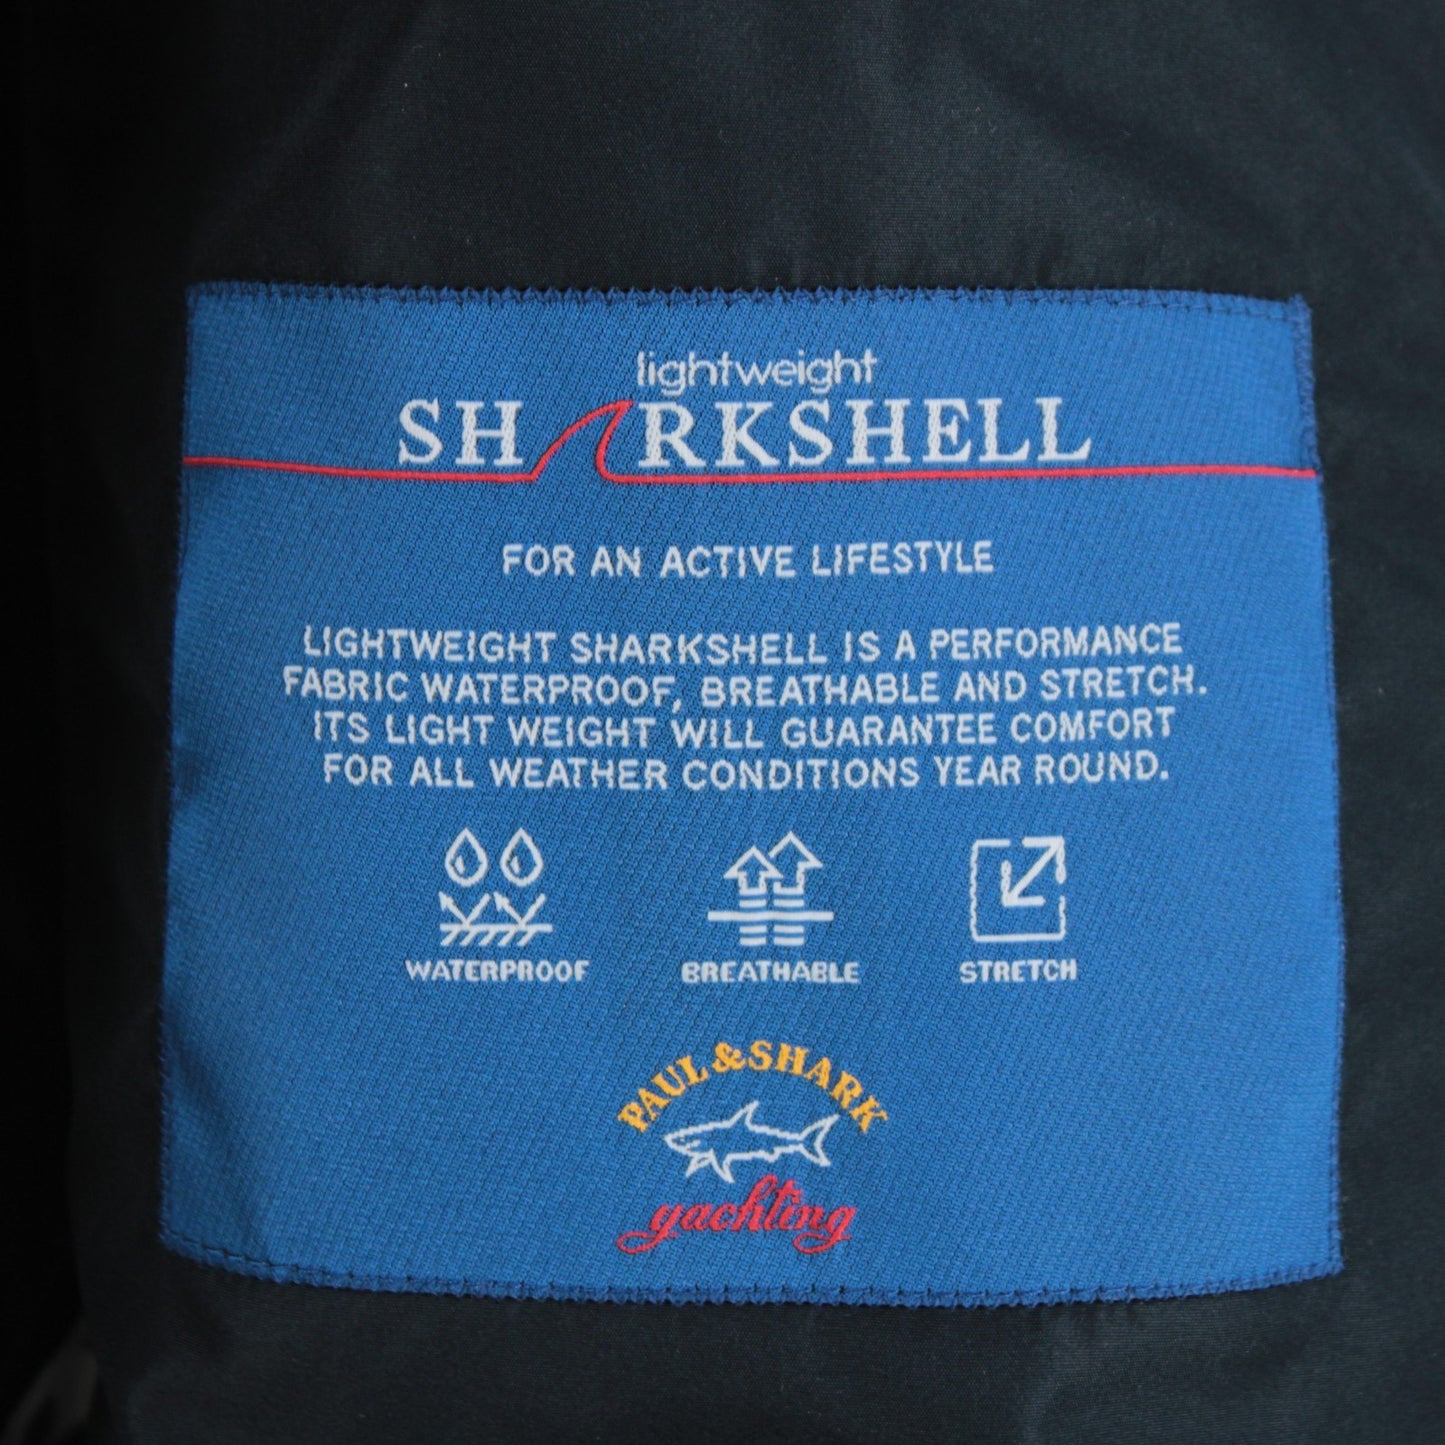 lightweight
SHARKSHELL
FOR AN ACTIVE LIFESTYLE
LIGHTWEIGHT SHARKSHELL IS A PERFORMANCE
FABRIC WATERPROOF, BREATHABLE AND STRETCH.
ITS LIGHT WEIGHT WILL GUARANTEE COMFORT
FOR ALL WEATHER CONDITIONS YEAR ROUND.
WATERPROOF BREATHABLE STRETCH
PAUL & SHARK
yachting